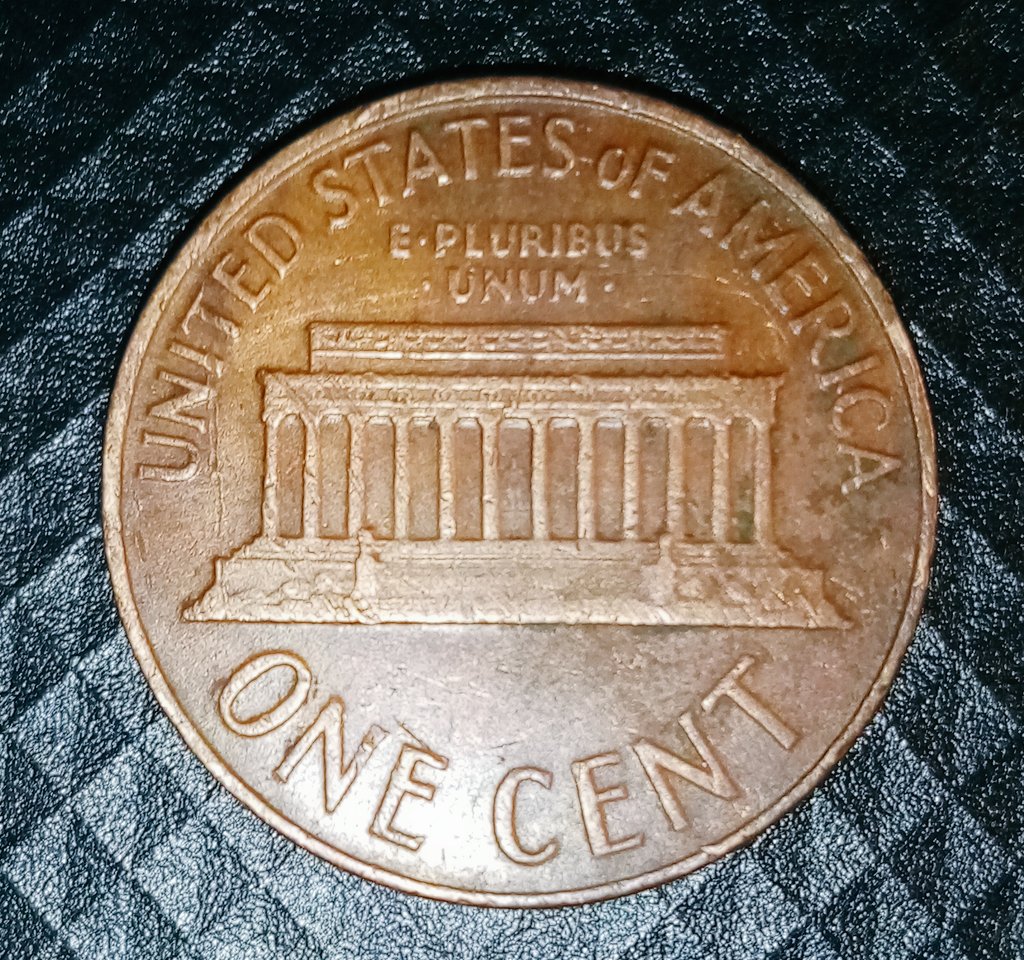 UNITED STATES OF AMERICA
E·PLURIBUS
·UNUM·
ONE CENT